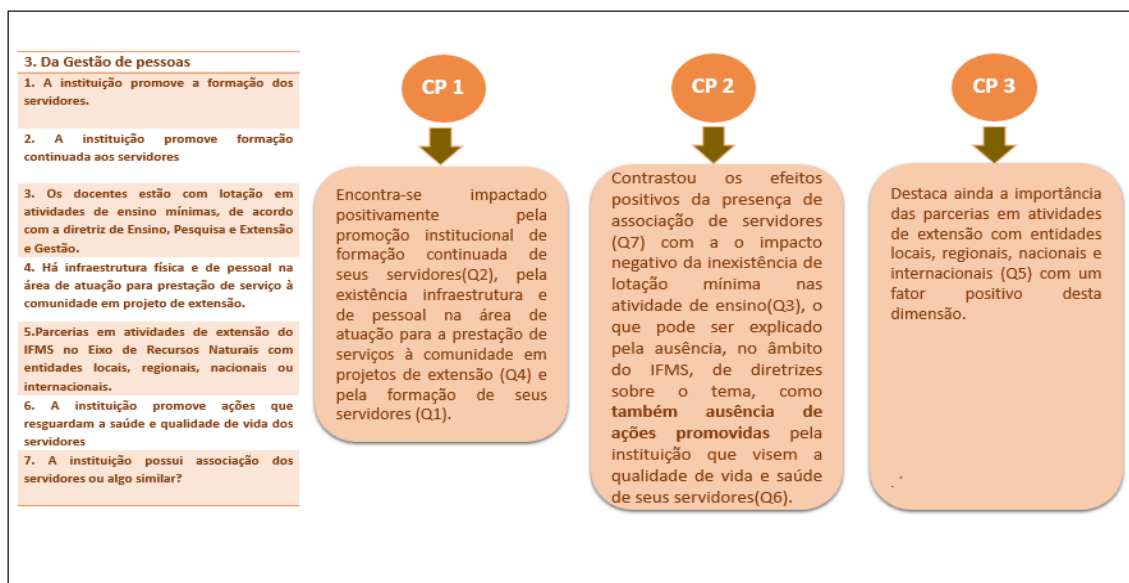 3. Da Gestão de pessoas
1. A instituição promove a formação dos
servidores.
2. A instituição promove formação
continuada aos servidores
3. Os docentes estão com lotação em
atividades de ensino mínimas, de acordo
com a diretriz de Ensino, Pesquisa e Extensão
e Gestão.
4. Há infraestrutura física e de pessoal na
área de atuação para prestação de serviço à
comunidade em projeto de extensão.
5.Parcerias em atividades de extensão do
IFMS no Eixo de Recursos Naturais com
entidades locais, regionais, nacionais ou
internacionais.
6. A instituição promove ações que
resguardam a saúde e qualidade de vida dos
servidores
7. A instituição possui associação dos
servidores ou algo similar?
CP 1
Encontra-se impactado
positivamente pela
promoção institucional de
formação continuada de
seus servidores(Q2), pela
existência infraestrutura e
de pessoal na área de
atuação para a prestação de
serviços à comunidade em
projetos de extensão (Q4) e
pela formação de seus
servidores (Q1).
CP 2
Contrastou os efeitos
positivos da presença de
associação de servidores
(Q7) com a o impacto
negativo da inexistência de
lotação mínima nas
atividade de ensino(Q3), o
que pode ser explicado
pela ausência, no âmbito
do IFMS, de diretrizes
sobre o tema, como
também ausência de
ações promovidas pela
instituição que visem a
qualidade de vida e saúde
de seus servidores(Q6).
CP 3
Destaca ainda a importância
das parcerias em atividades
de extensão com entidades
locais, regionais, nacionais e
internacionais (Q5) com um
fator positivo desta
dimensão.
.´